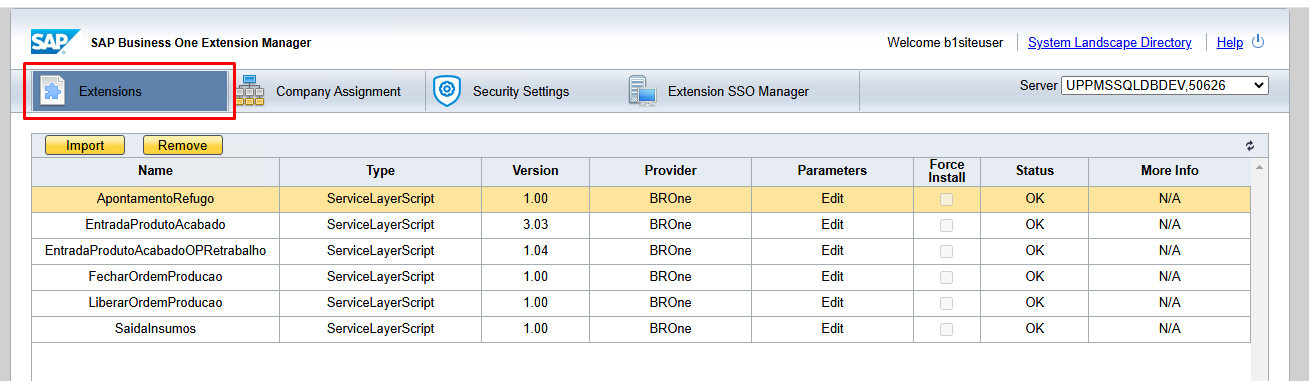 SAP SAP Business One Extension Manager Welcome b1siteuser System Landscape Directory Help
Extensions Company Assignment Security Settings Extension SSO Manager Server UPPMSSQLDBDEV,50626
Import Remove
Name Type Version Provider Parameters Force Install Status More Info
ApontamentoRefugo ServiceLayerScript 1.00 BROne Edit OK N/A
EntradaProdutoAcabado ServiceLayerScript 3.03 BROne Edit OK N/A
EntradaProdutoAcabadoOPRetrabalho ServiceLayerScript 1.04 BROne Edit OK N/A
FecharOrdemProducao ServiceLayerScript 1.00 BROne Edit OK N/A
LiberarOrdemProducao ServiceLayerScript 1.00 BROne Edit OK N/A
SaidaInsumos ServiceLayerScript 1.00 BROne Edit OK N/A